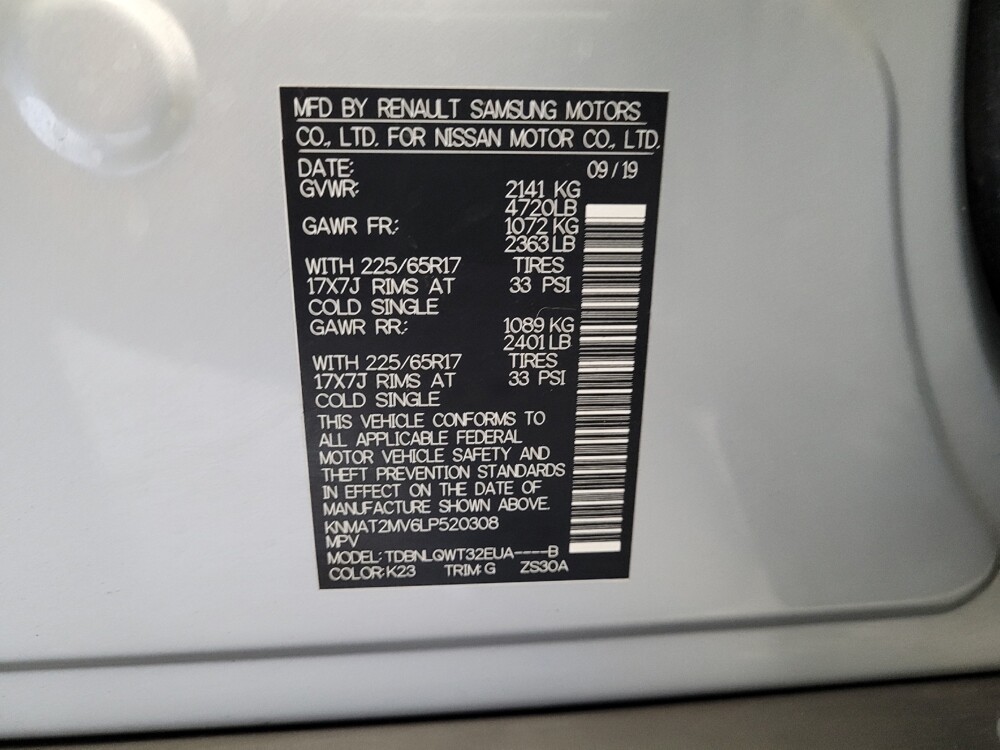 MFD BY RENAULT SAMSUNG MOTORS
CO., LTD. FOR NISSAN MOTOR CO., LTD.
DATE: 09/19
GVWR: 2141 KG
4720LB
GAWR FR: 1072 KG
2363 LB
WITH 225/65R17 TIRES
17X7J RIMS AT 33 PSI
COLD SINGLE
GAWR RR: 1089 KG
2401 LB
WITH 225/65R17 TIRES
17X7J RIMS AT 33 PSI
COLD SINGLE
THIS VEHICLE CONFORMS TO
ALL APPLICABLE FEDERAL
MOTOR VEHICLE SAFETY AND
THEFT PREVENTION STANDARDS
IN EFFECT ON THE DATE OF
MANUFACTURE SHOWN ABOVE.
KNMAT2MV6LP520308
MPV
MODEL: TDBNLQWT32EUA----B
COLOR:K23 TRIM:G ZS30A